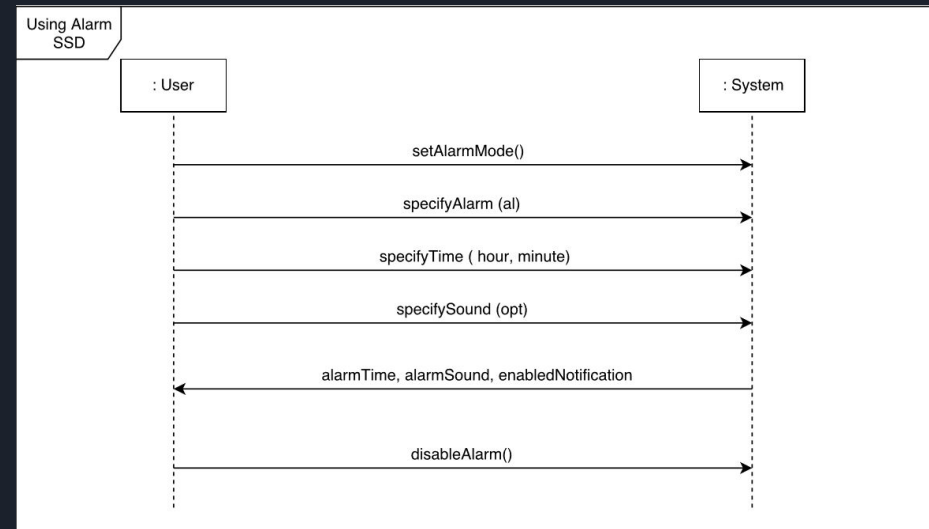 Using Alarm
SSD
: User
: System
setAlarmMode()
specifyAlarm (al)
specifyTime ( hour, minute)
specifySound (opt)
alarmTime, alarmSound, enabledNotification
disableAlarm()